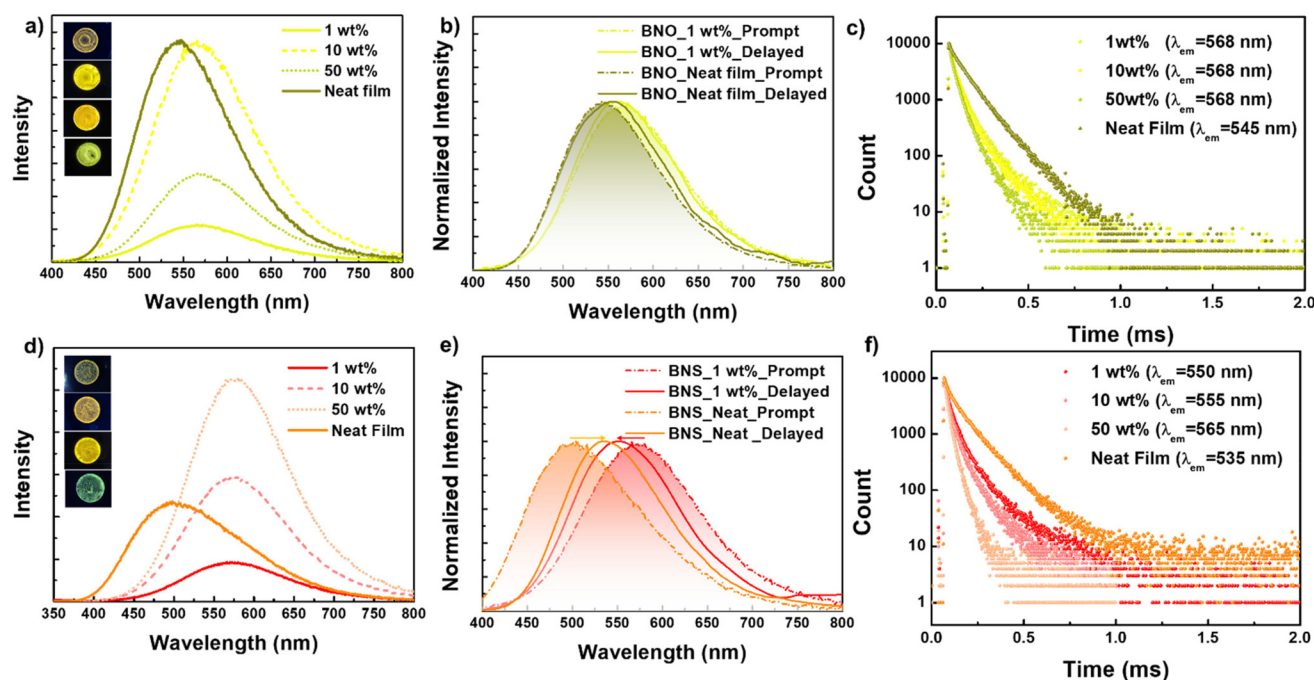 a)
1 wt%
10 wt%
50 wt%
Neat film
Intensity
400 450 500 550 600 650 700 750 800
Wavelength (nm)
b)
BNO_1 wt%_Prompt
BNO_1 wt%_Delayed
BNO_Neat film_Prompt
BNO_Neat film_Delayed
Normalized Intensity
400 450 500 550 600 650 700 750 800
Wavelength (nm)
c)
1wt% (λem=568 nm)
10wt% (λem=568 nm)
50wt% (λem=568 nm)
Neat Film (λem=545 nm)
Count
10000
1000
100
10
1
0.0 0.5 1.0 1.5 2.0
Time (ms)
d)
1 wt%
10 wt%
50 wt%
Neat Film
Intensity
350 400 450 500 550 600 650 700 750 800
Wavelength (nm)
e)
BNS_1 wt%_Prompt
BNS_1 wt%_Delayed
BNS_Neat_Prompt
BNS_Neat _Delayed
Normalized Intensity
400 450 500 550 600 650 700 750 800
Wavelength (nm)
f)
1 wt% (λem=550 nm)
10 wt% (λem=555 nm)
50 wt% (λem=565 nm)
Neat Film (λem=535 nm)
Count
10000
1000
100
10
1
0.0 0.5 1.0 1.5 2.0
Time (ms)